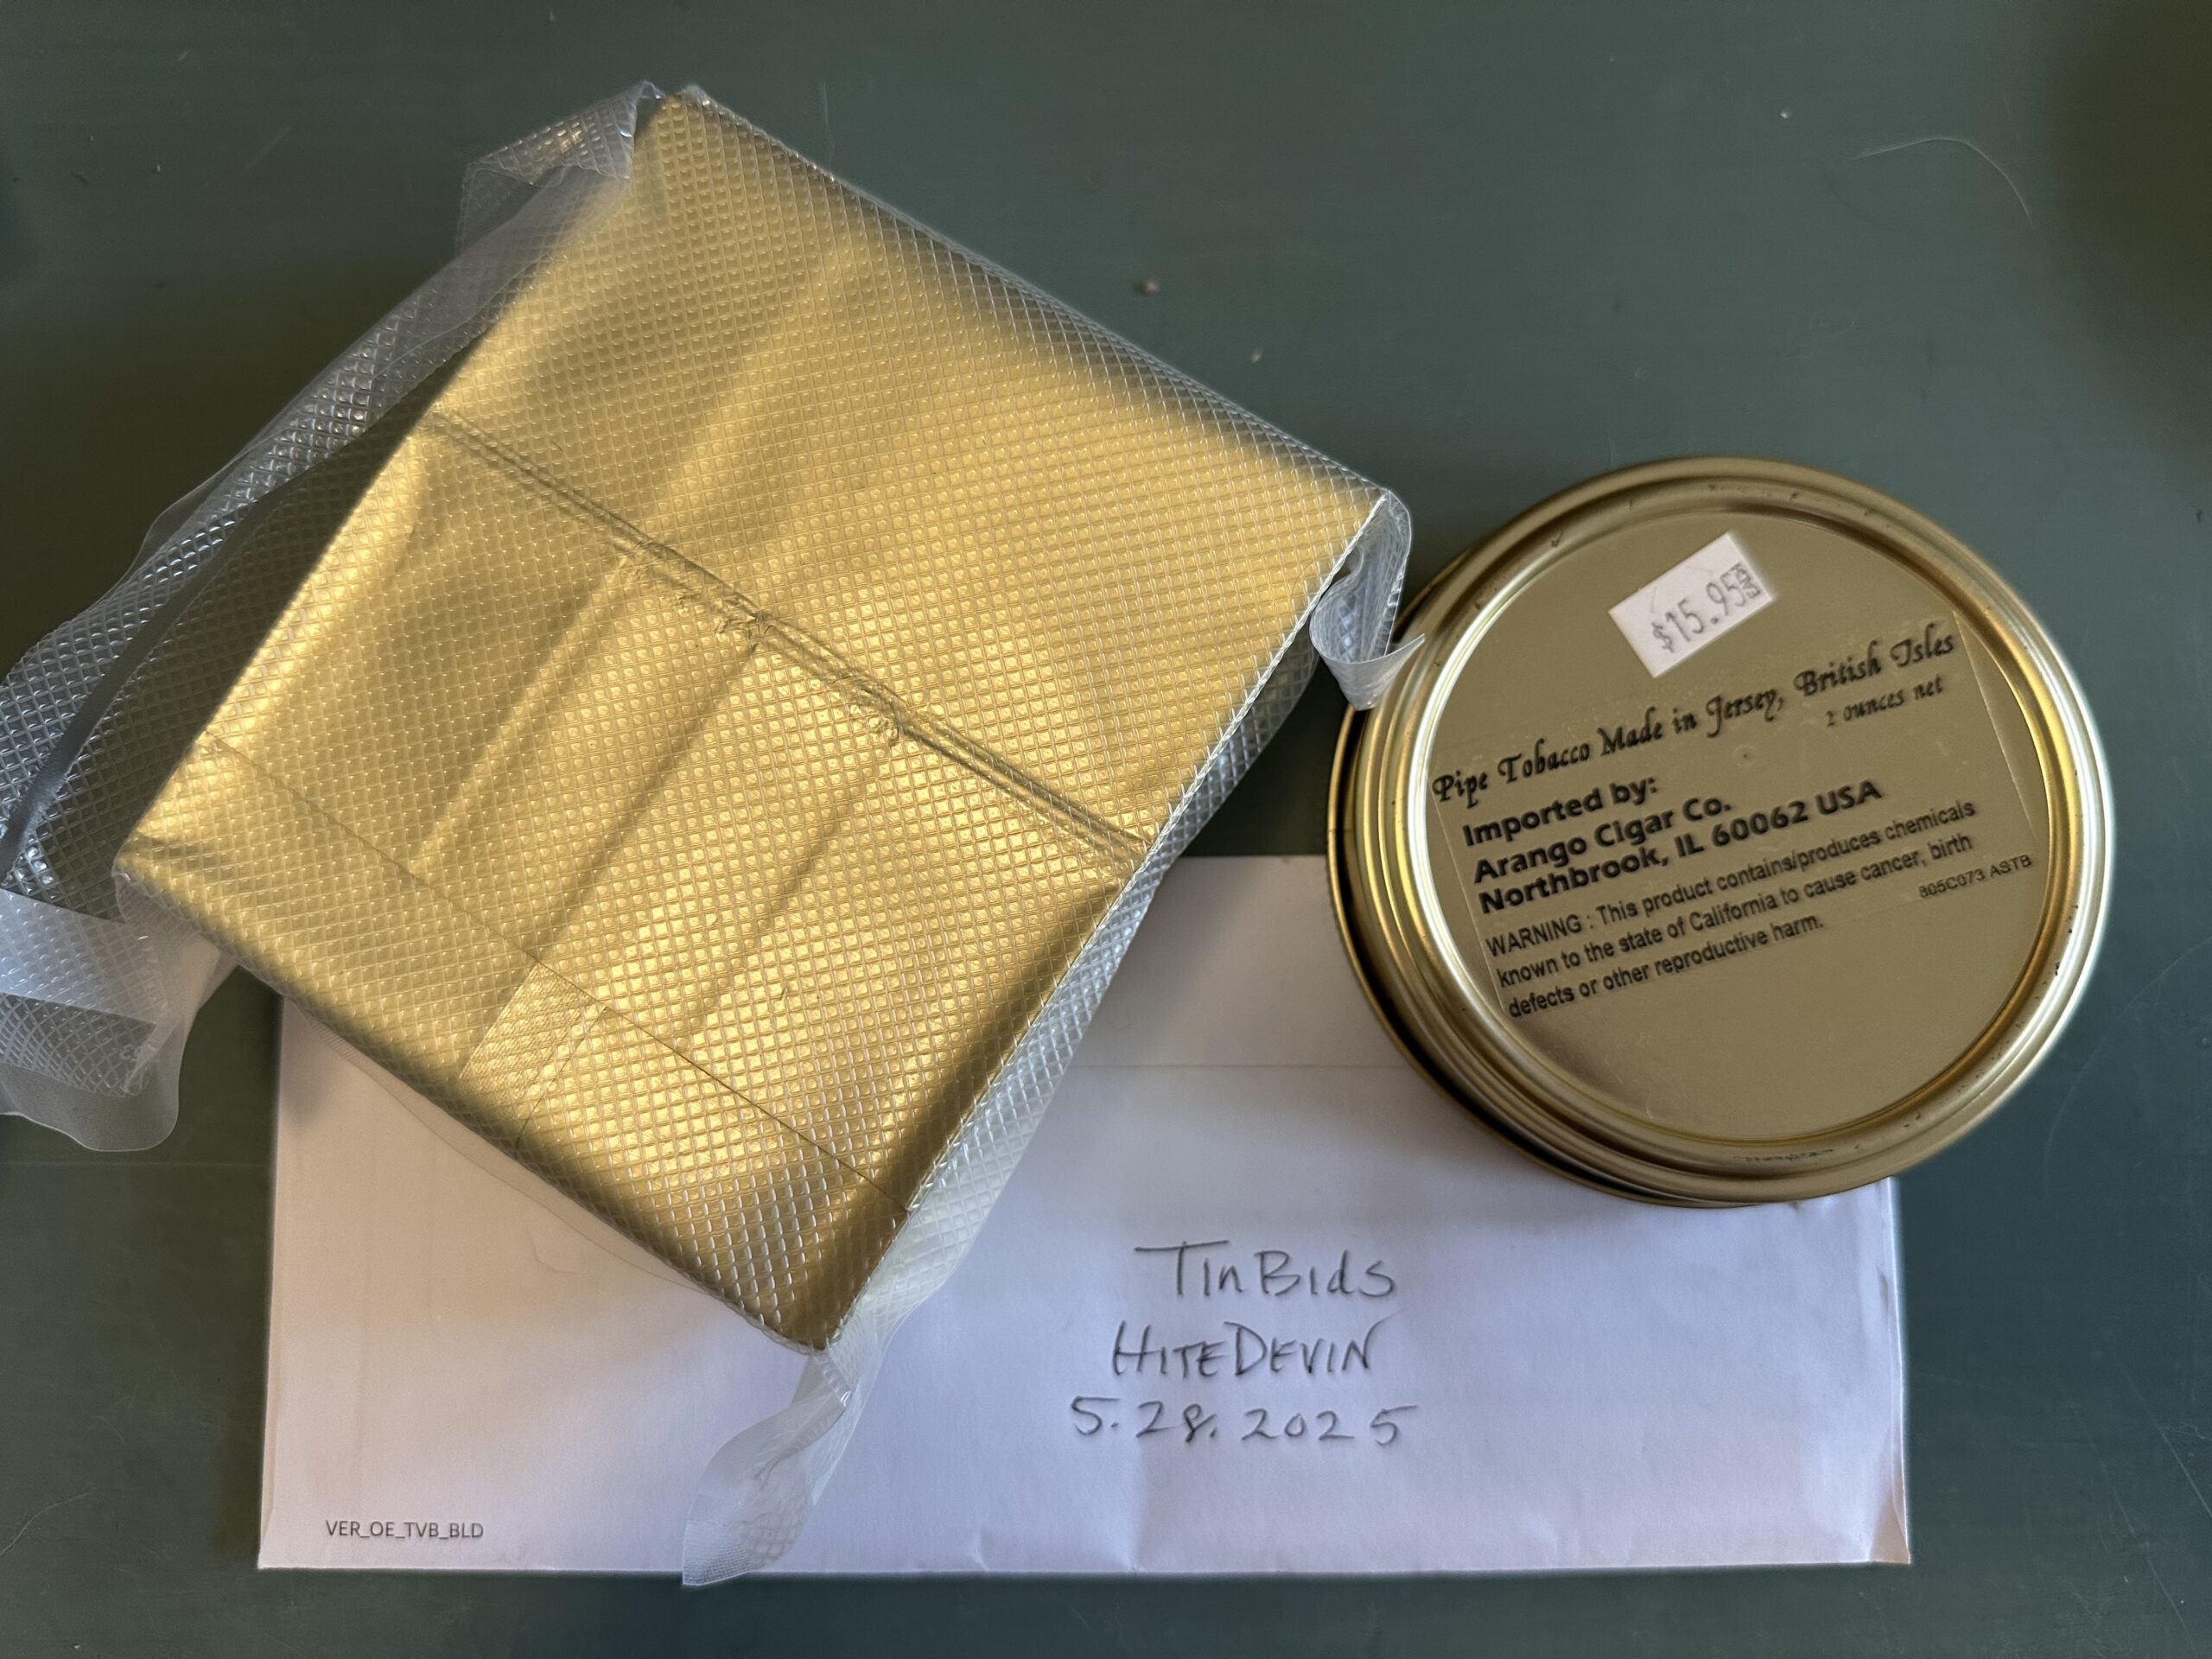 $15.95
Pipe Tobacco Made in Jersey, British Isles
2 ounces net
Imported by:
Arango Cigar Co.
Northbrook, IL 60062 USA
WARNING : This product contains/produces chemicals
known to the state of California to cause cancer, birth
defects or other reproductive harm.
805C073 ASTB
TinBids
HITEDEVIN
5.28.2025
VER_OE_TVB_BLD